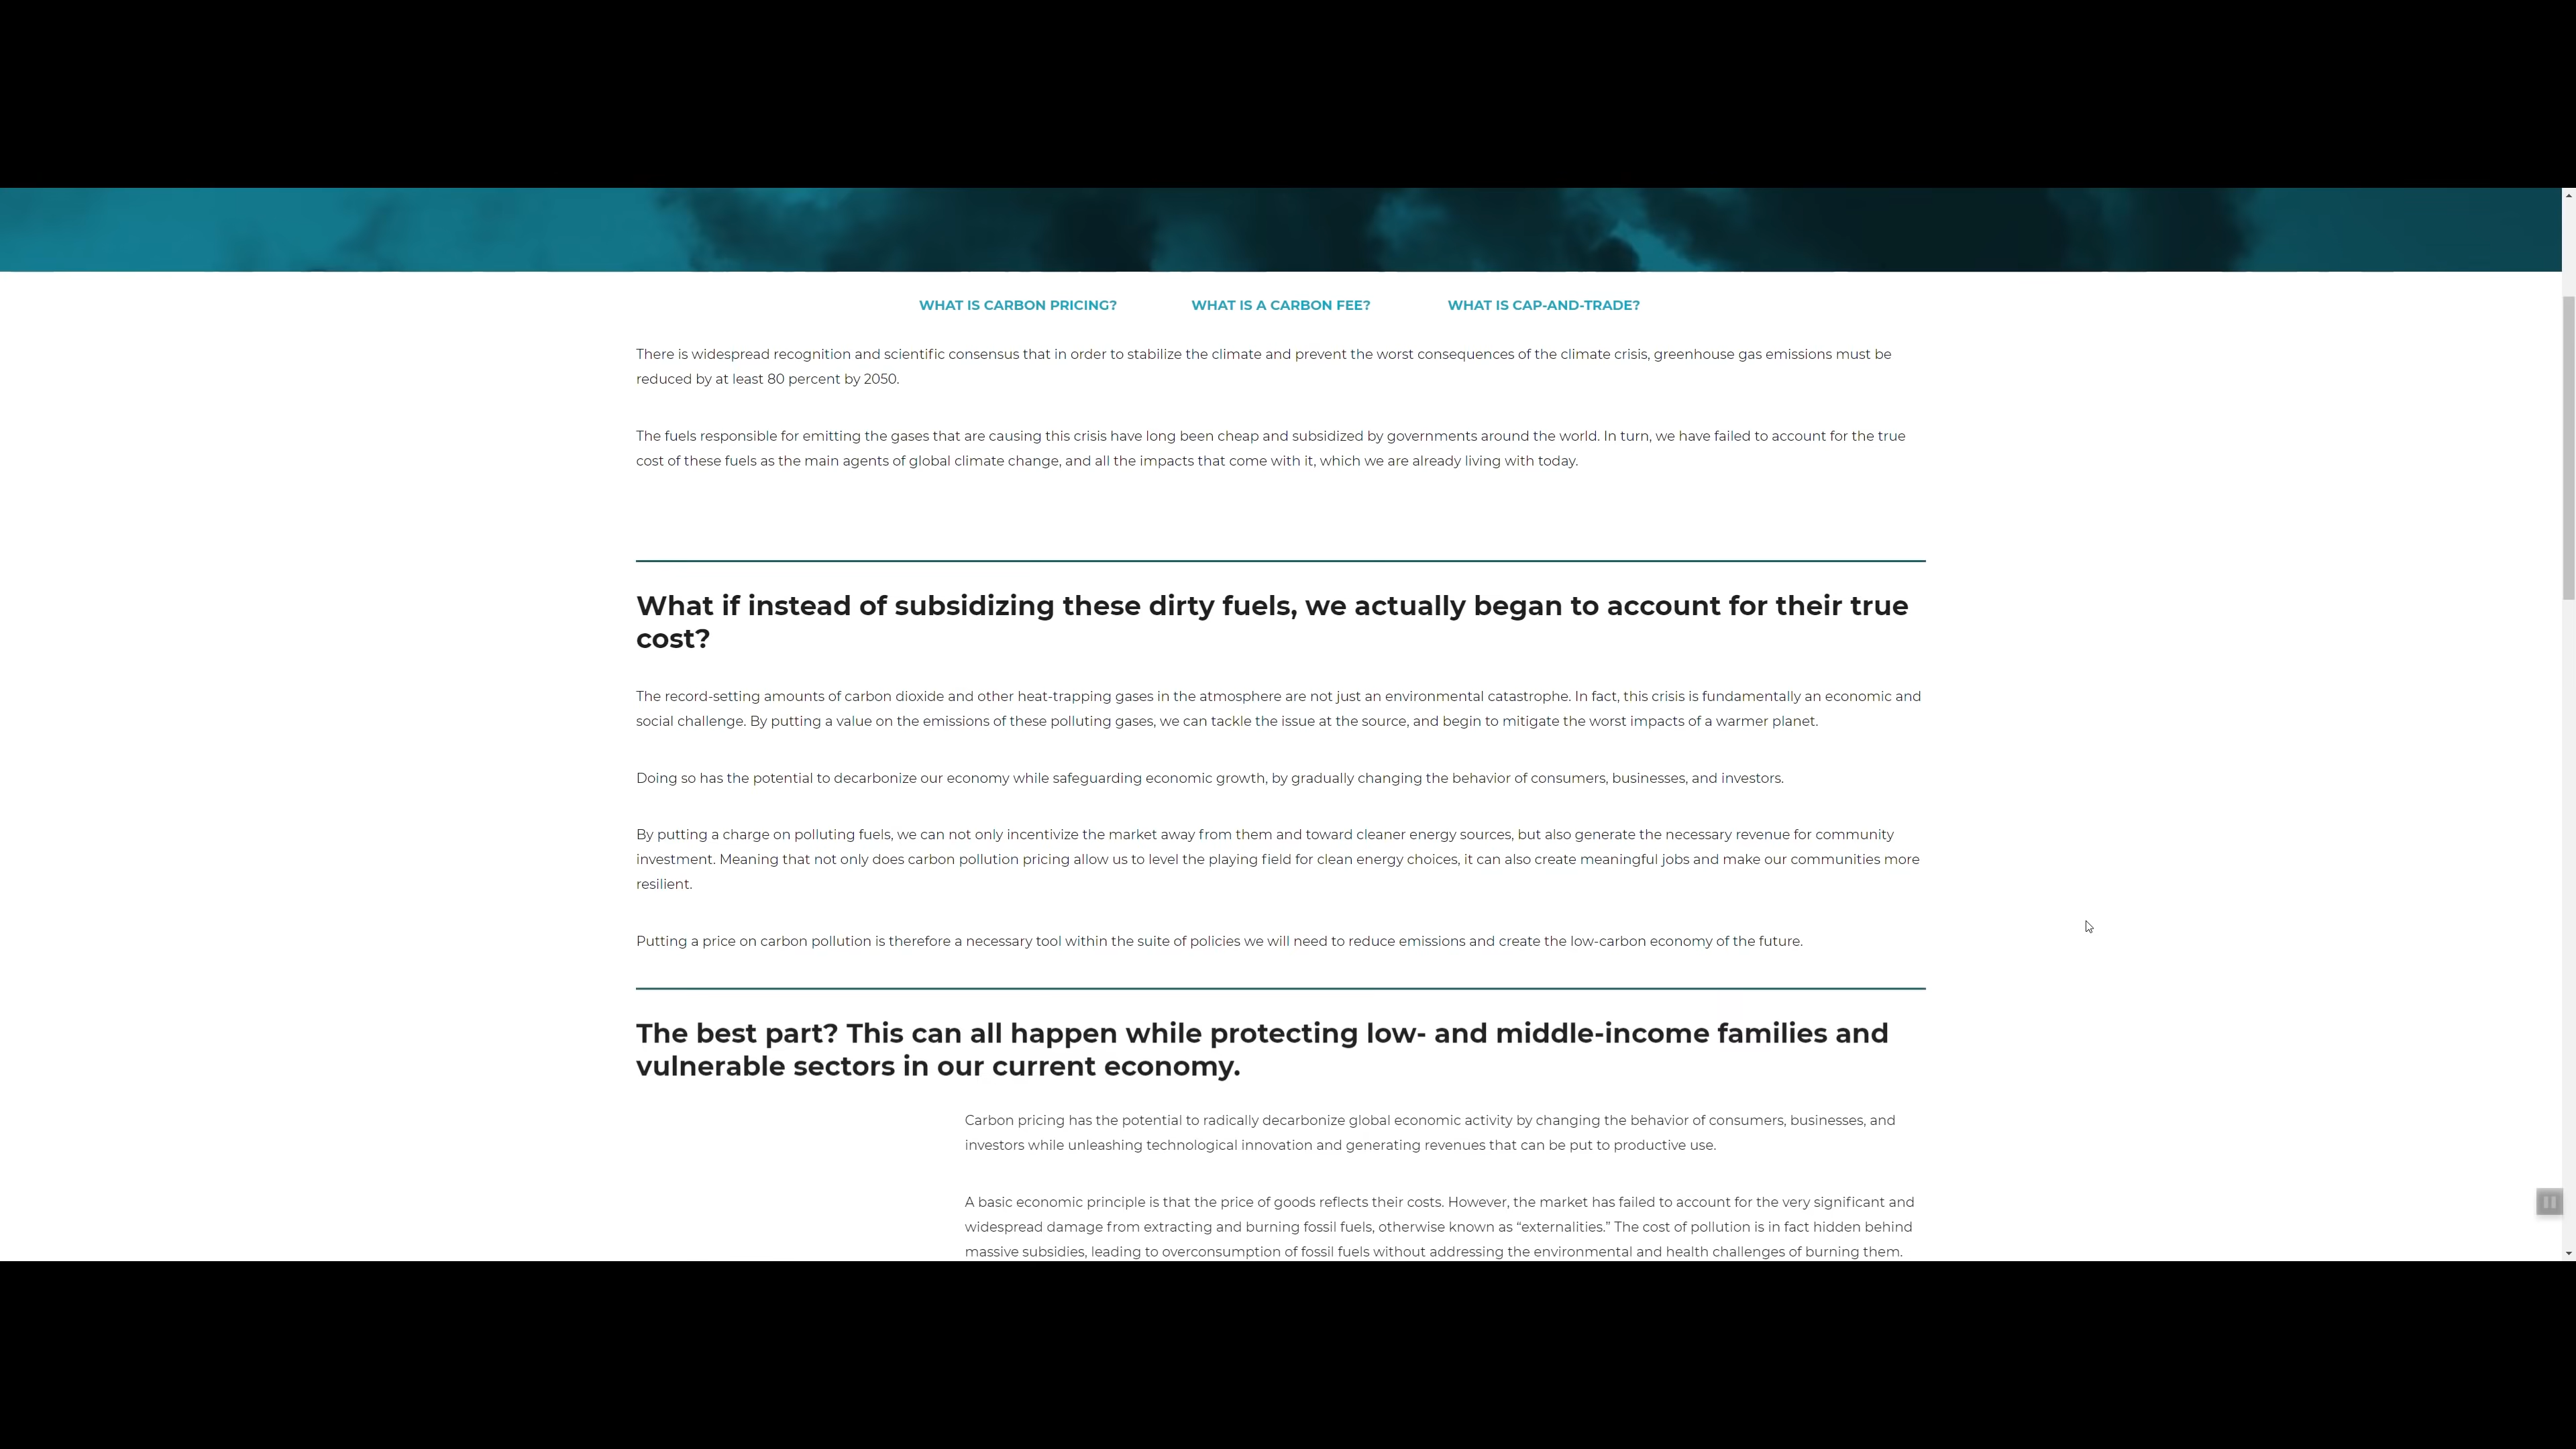 WHAT IS CARBON PRICING? WHAT IS A CARBON FEE? WHAT IS CAP-AND-TRADE?
There is widespread recognition and scientific consensus that in order to stabilize the climate and prevent the worst consequences of the climate crisis, greenhouse gas emissions must be
reduced by at least 80 percent by 2050.
The fuels responsible for emitting the gases that are causing this crisis have long been cheap and subsidized by governments around the world. In turn, we have failed to account for the true
cost of these fuels as the main agents of global climate change, and all the impacts that come with it, which we are already living with today.
What if instead of subsidizing these dirty fuels, we actually began to account for their true
cost?
The record-setting amounts of carbon dioxide and other heat-trapping gases in the atmosphere are not just an environmental catastrophe. In fact, this crisis is fundamentally an economic and
social challenge. By putting a value on the emissions of these polluting gases, we can tackle the issue at the source, and begin to mitigate the worst impacts of a warmer planet.
Doing so has the potential to decarbonize our economy while safeguarding economic growth, by gradually changing the behavior of consumers, businesses, and investors.
By putting a charge on polluting fuels, we can not only incentivize the market away from them and toward cleaner energy sources, but also generate the necessary revenue for community
investment. Meaning that not only does carbon pollution pricing allow us to level the playing field for clean energy choices, it can also create meaningful jobs and make our communities more
resilient.
Putting a price on carbon pollution is therefore a necessary tool within the suite of policies we will need to reduce emissions and create the low-carbon economy of the future.
The best part? This can all happen while protecting low- and middle-income families and
vulnerable sectors in our current economy.
Carbon pricing has the potential to radically decarbonize global economic activity by changing the behavior of consumers, businesses, and
investors while unleashing technological innovation and generating revenues that can be put to productive use.
A basic economic principle is that the price of goods reflects their costs. However, the market has failed to account for the very significant and
widespread damage from extracting and burning fossil fuels, otherwise known as “externalities.” The cost of pollution is in fact hidden behind
massive subsidies, leading to overconsumption of fossil fuels without addressing the environmental and health challenges of burning them.